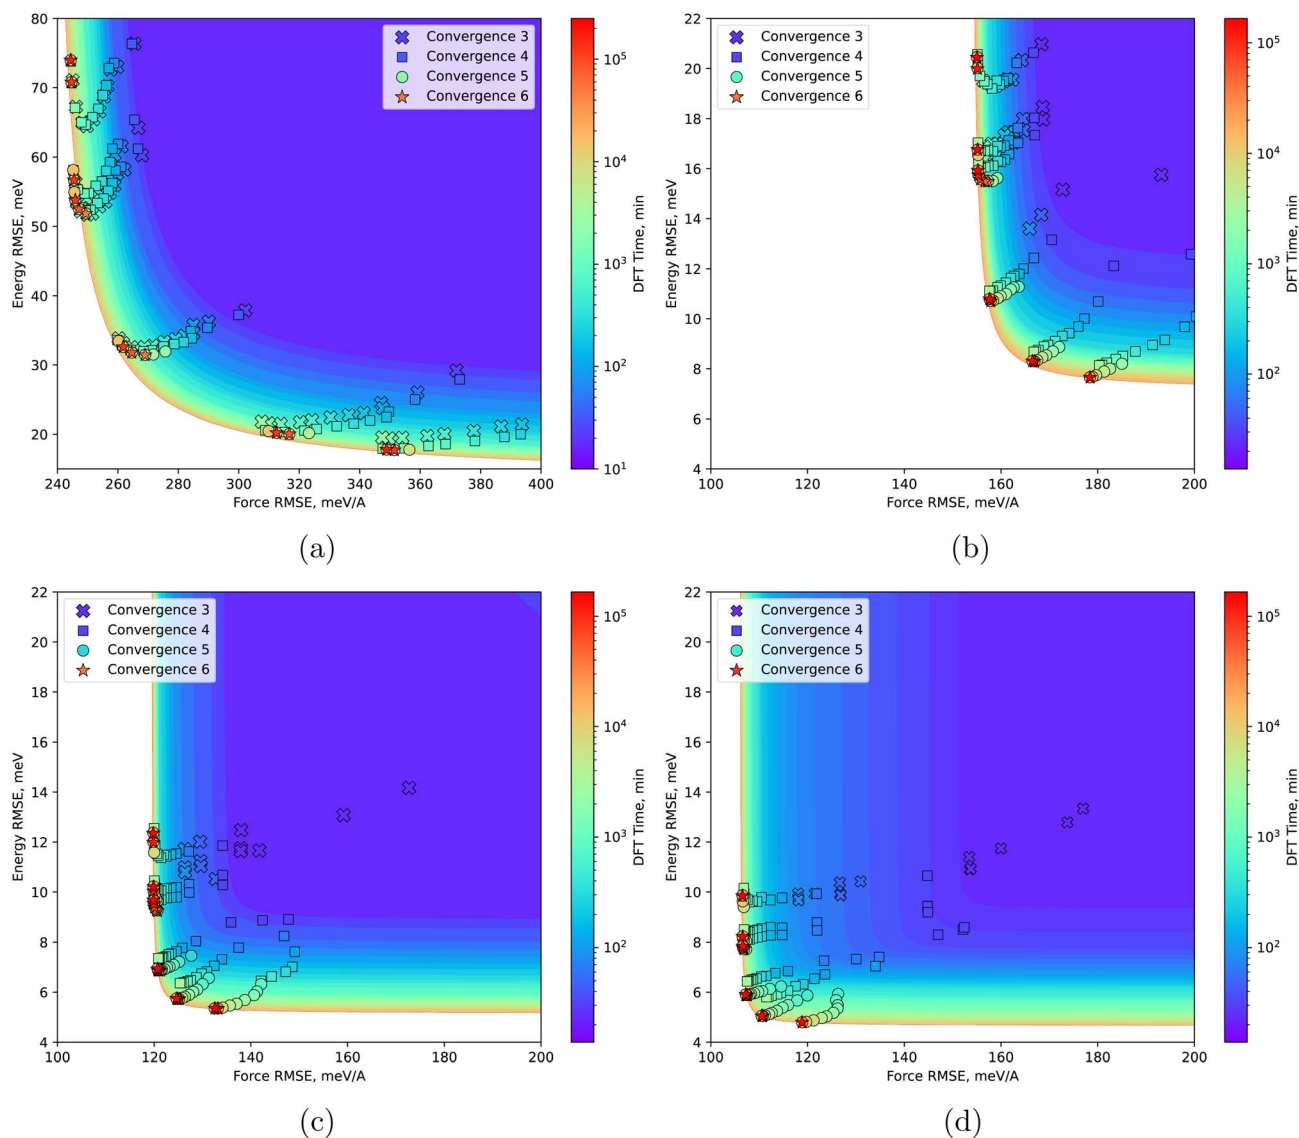 80
70
60
50
40
30
20
240 260 280 300 320 340 360 380 400
Energy RMSE, meV
Force RMSE, meV/A
Convergence 3
Convergence 4
Convergence 5
Convergence 6
10^5
10^4
10^3
10^2
10^1
DFT Time, min
(a)
22
20
18
16
14
12
10
8
6
4
100 120 140 160 180 200
Energy RMSE, meV
Force RMSE, meV/A
Convergence 3
Convergence 4
Convergence 5
Convergence 6
10^5
10^4
10^3
10^2
DFT Time, min
(b)
22
20
18
16
14
12
10
8
6
4
100 120 140 160 180 200
Energy RMSE, meV
Force RMSE, meV/A
Convergence 3
Convergence 4
Convergence 5
Convergence 6
10^5
10^4
10^3
10^2
DFT Time, min
(c)
22
20
18
16
14
12
10
8
6
4
100 120 140 160 180 200
Energy RMSE, meV
Force RMSE, meV/A
Convergence 3
Convergence 4
Convergence 5
Convergence 6
10^5
10^4
10^3
10^2
DFT Time, min
(d)